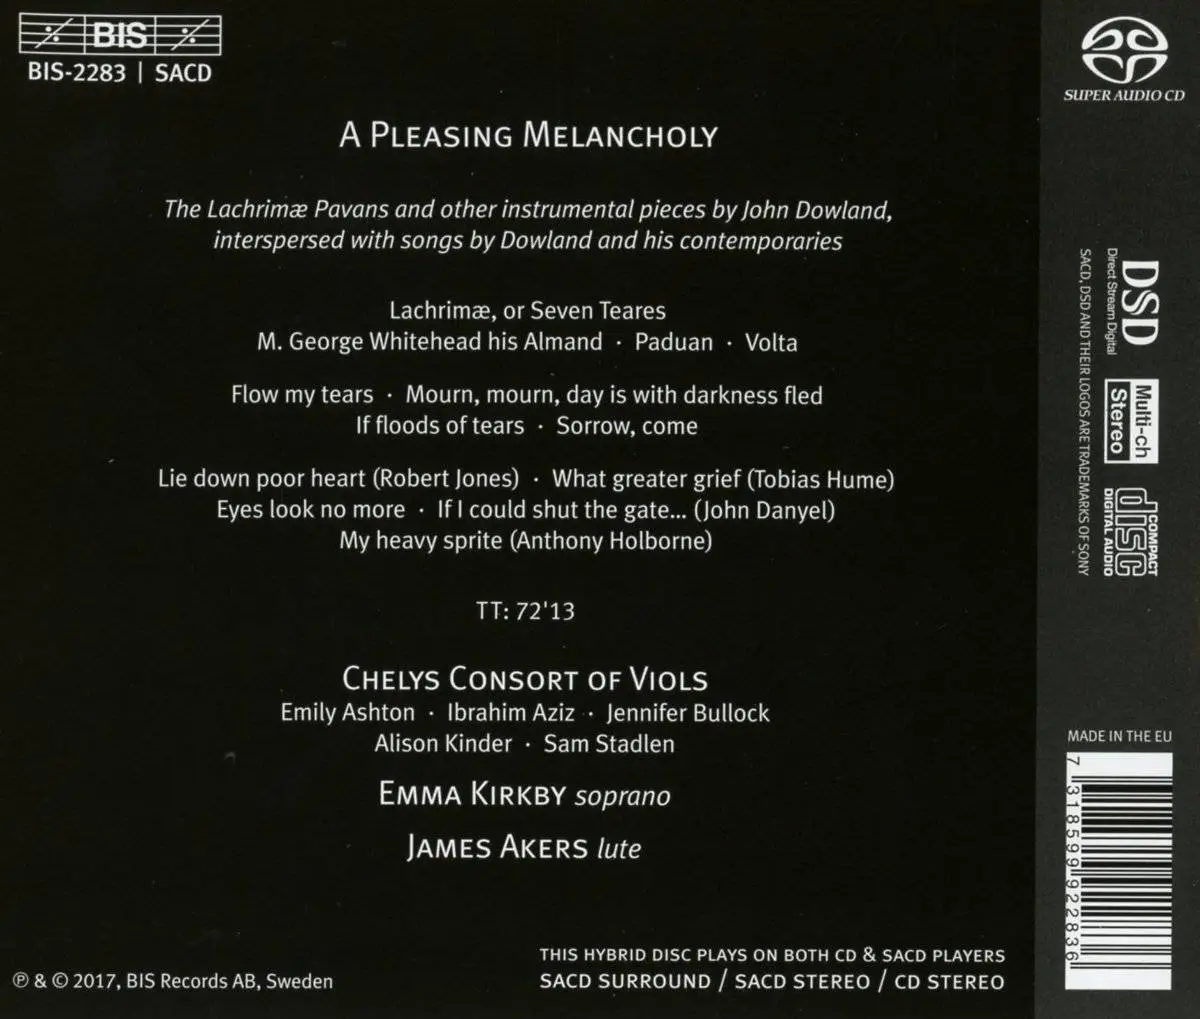 BIS
BIS-2283 | SACD
A PLEASING MELANCHOLY
The Lachrimæ Pavans and other instrumental pieces by John Dowland,
interspersed with songs by Dowland and his contemporaries
Lachrimæ, or Seven Teares
M. George Whitehead his Almand · Paduan · Volta
Flow my tears · Mourn, mourn, day is with darkness fled
If floods of tears · Sorrow, come
Lie down poor heart (Robert Jones) · What greater grief (Tobias Hume)
Eyes look no more · If I could shut the gate... (John Danyel)
My heavy sprite (Anthony Holborne)
TT: 72'13
CHELYS CONSORT OF VIOLS
Emily Ashton · Ibrahim Aziz · Jennifer Bullock
Alison Kinder · Sam Stadlen
EMMA KIRKBY soprano
JAMES AKERS lute
THIS HYBRID DISC PLAYS ON BOTH CD & SACD PLAYERS
SACD SURROUND / SACD STEREO / CD STEREO
℗ & © 2017, BIS Records AB, Sweden
SUPER AUDIO CD
DSD
Direct Stream Digital
SACD, DSD AND THEIR LOGOS ARE TRADEMARKS OF SONY
Multi-ch
Stereo
COMPACT
disc
DIGITAL AUDIO
MADE IN THE EU
7 318599 922836